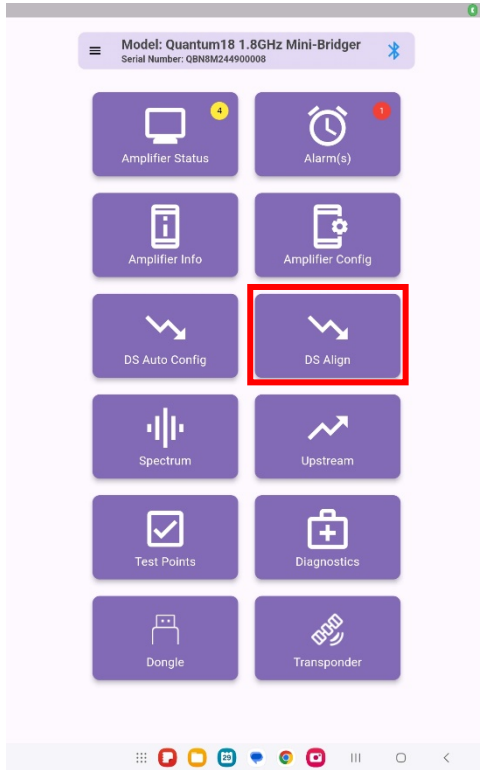 Model: Quantum18 1.8GHz Mini-Bridger
Serial Number: QBN8M244900008
4
Amplifier Status
1
Alarm(s)
Amplifier Info
Amplifier Config
DS Auto Config
DS Align
Spectrum
Upstream
Test Points
Diagnostics
Dongle
Transponder
29